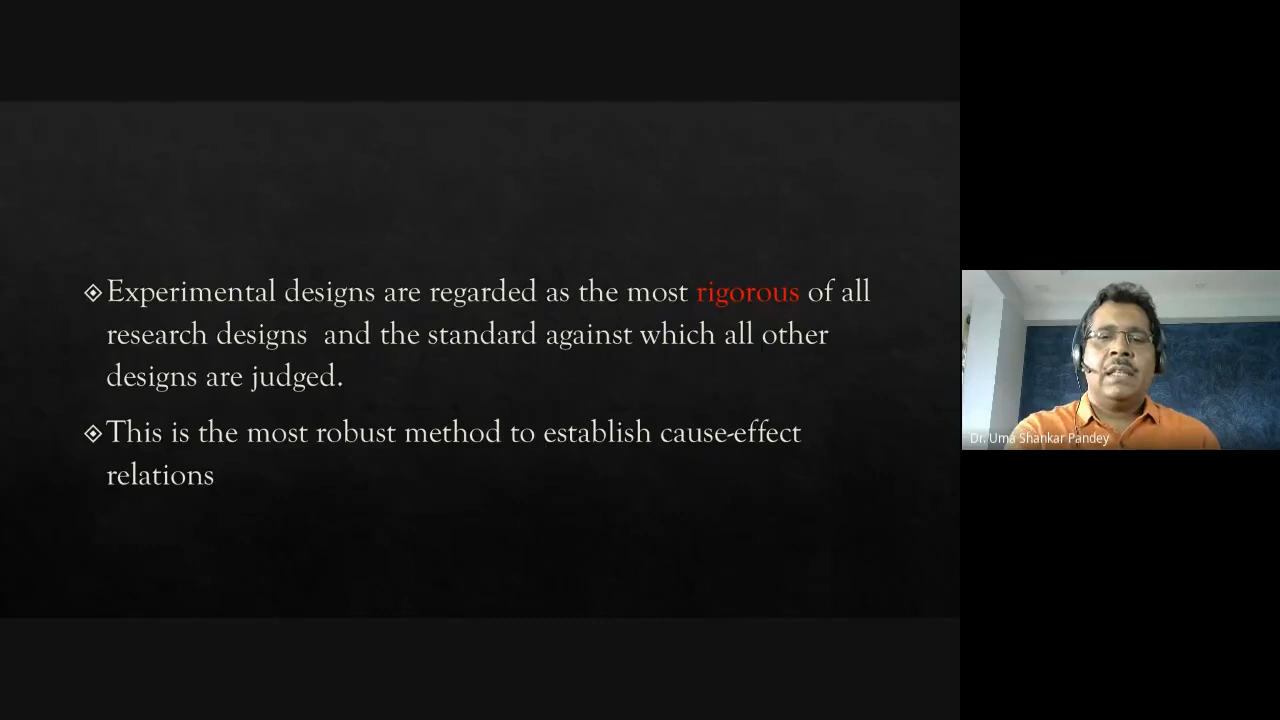 Experimental designs are regarded as the most rigorous of all
research designs and the standard against which all other
designs are judged.
This is the most robust method to establish cause-effect
relations
Dr. Uma Shankar Pandey